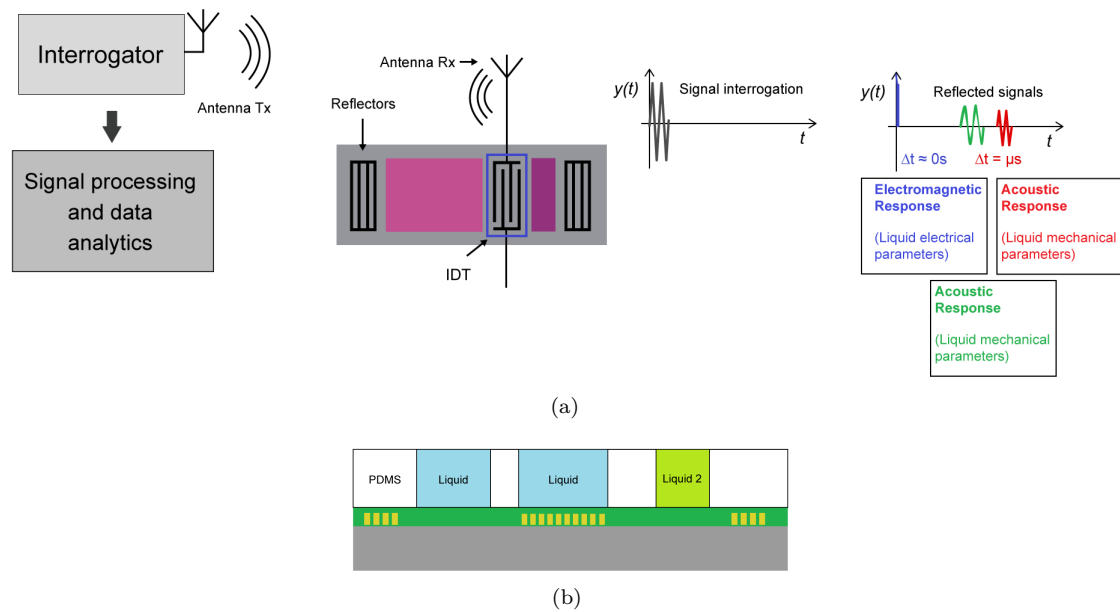 Interrogator
Antenna Tx
Signal processing
and data
analytics
Antenna Rx
Reflectors
IDT
y(t)
Signal interrogation
t
y(t)
Reflected signals
t
Δt ≈ 0s
Δt = μs
Electromagnetic
Response
(Liquid electrical
parameters)
Acoustic
Response
(Liquid mechanical
parameters)
Acoustic
Response
(Liquid mechanical
parameters)
(a)
PDMS
Liquid
Liquid
Liquid 2
(b)